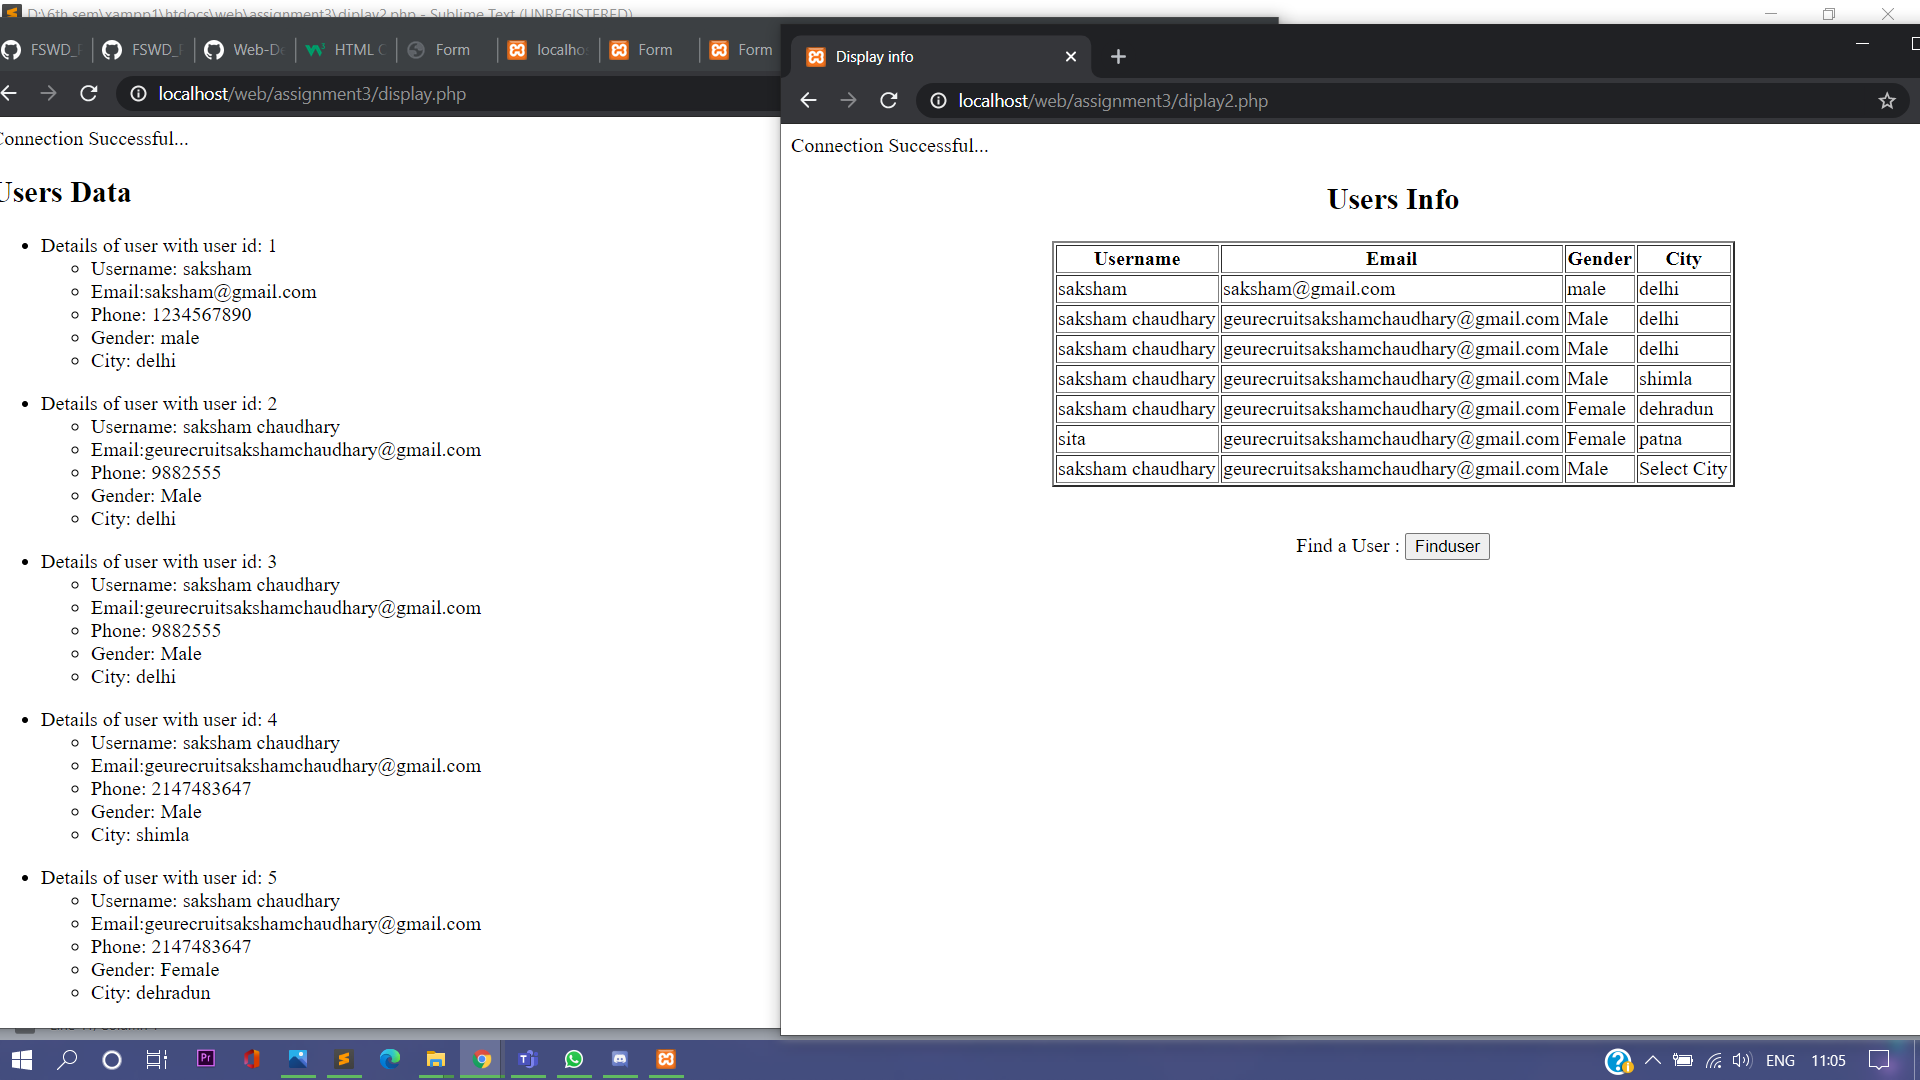 D:\6th sem\xampp1\htdocs\web\assignment3\diplay2.php - Sublime Text (UNREGISTERED)
FSWD_ FSWD_ Web-De HTML C Form localho Form Form
localhost/web/assignment3/display.php
Connection Successful...
Users Data
Details of user with user id: 1
Username: saksham
Email:saksham@gmail.com
Phone: 1234567890
Gender: male
City: delhi
Details of user with user id: 2
Username: saksham chaudhary
Email:geurecruitsakshamchaudhary@gmail.com
Phone: 9882555
Gender: Male
City: delhi
Details of user with user id: 3
Username: saksham chaudhary
Email:geurecruitsakshamchaudhary@gmail.com
Phone: 9882555
Gender: Male
City: delhi
Details of user with user id: 4
Username: saksham chaudhary
Email:geurecruitsakshamchaudhary@gmail.com
Phone: 2147483647
Gender: Male
City: shimla
Details of user with user id: 5
Username: saksham chaudhary
Email:geurecruitsakshamchaudhary@gmail.com
Phone: 2147483647
Gender: Female
City: dehradun
Display info
localhost/web/assignment3/diplay2.php
Connection Successful...
Users Info
Username Email Gender City
saksham saksham@gmail.com male delhi
saksham chaudhary geurecruitsakshamchaudhary@gmail.com Male delhi
saksham chaudhary geurecruitsakshamchaudhary@gmail.com Male delhi
saksham chaudhary geurecruitsakshamchaudhary@gmail.com Male shimla
saksham chaudhary geurecruitsakshamchaudhary@gmail.com Female dehradun
sita geurecruitsakshamchaudhary@gmail.com Female patna
saksham chaudhary geurecruitsakshamchaudhary@gmail.com Male Select City
Find a User : Finduser
Pr
ENG 11:05